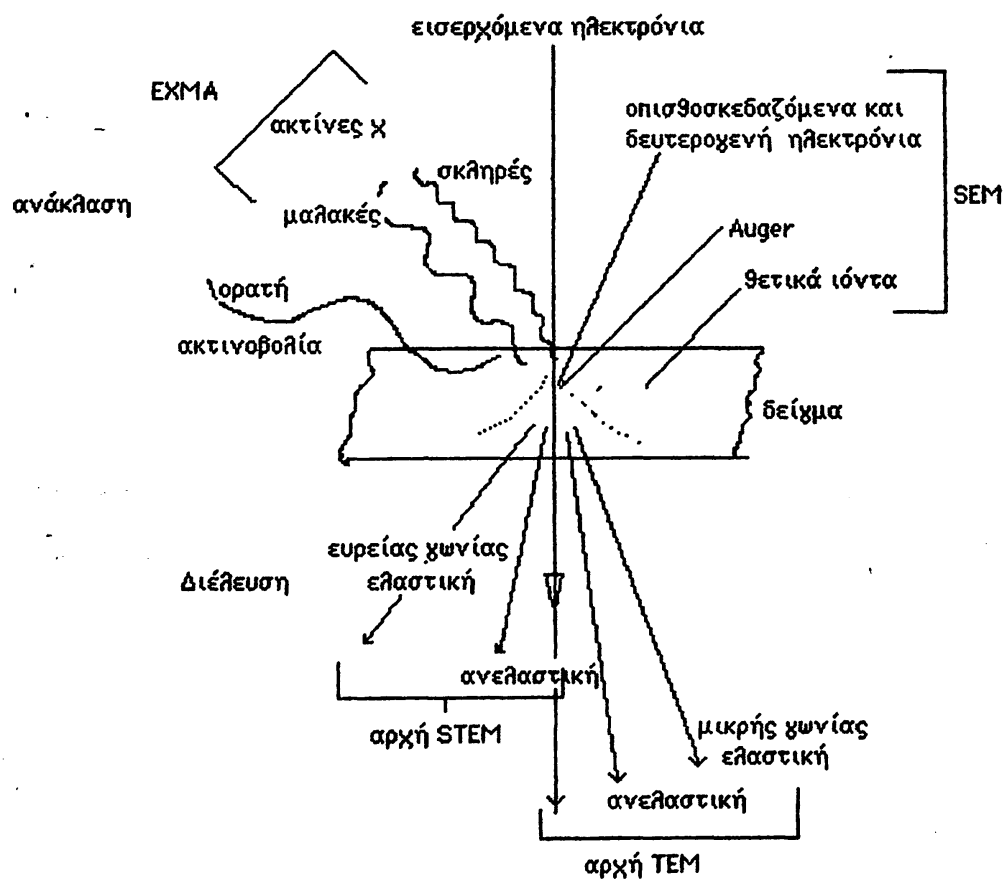 εισερχόμενα ηλεκτρόνια
EXMA
ακτίνες χ
οπισθοσκεδαζόμενα και
δευτερογενή ηλεκτρόνια
SEM
σκληρές
ανάκλαση
μαλακές
Auger
ορατή
θετικά ιόντα
ακτινοβολία
δείγμα
ευρείας γωνίας
ελαστική
Διέλευση
ανελαστική
αρχή STEM
μικρής γωνίας
ελαστική
ανελαστική
αρχή TEM